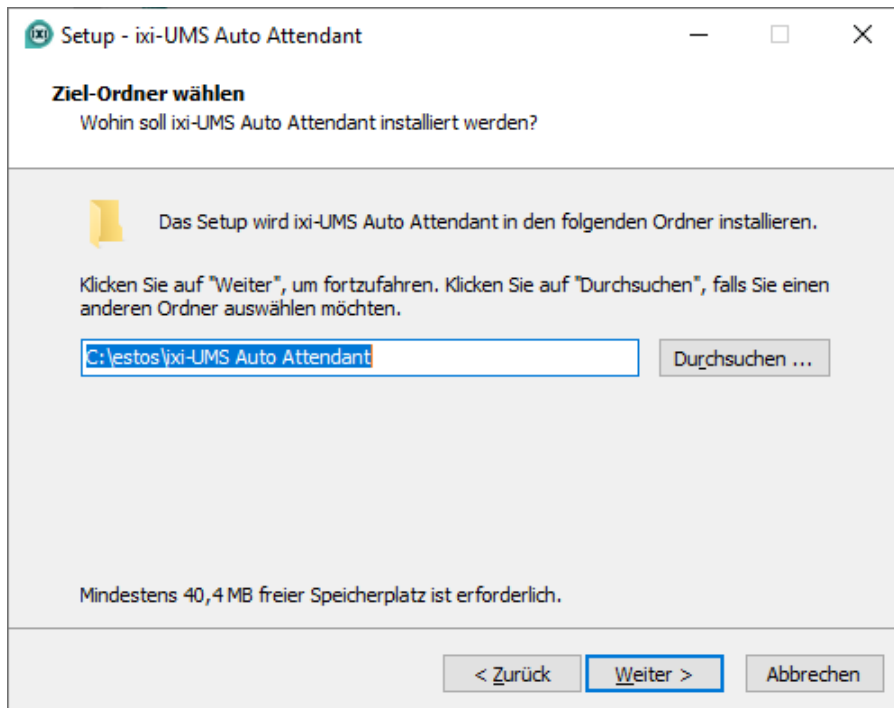 ixi
Setup - ixi-UMS Auto Attendant
Ziel-Ordner wählen
Wohin soll ixi-UMS Auto Attendant installiert werden?
Das Setup wird ixi-UMS Auto Attendant in den folgenden Ordner installieren.
Klicken Sie auf "Weiter", um fortzufahren. Klicken Sie auf "Durchsuchen", falls Sie einen
anderen Ordner auswählen möchten.
C:\estos\ixi-UMS Auto Attendant
Durchsuchen ...
Mindestens 40,4 MB freier Speicherplatz ist erforderlich.
< Zurück
Weiter >
Abbrechen